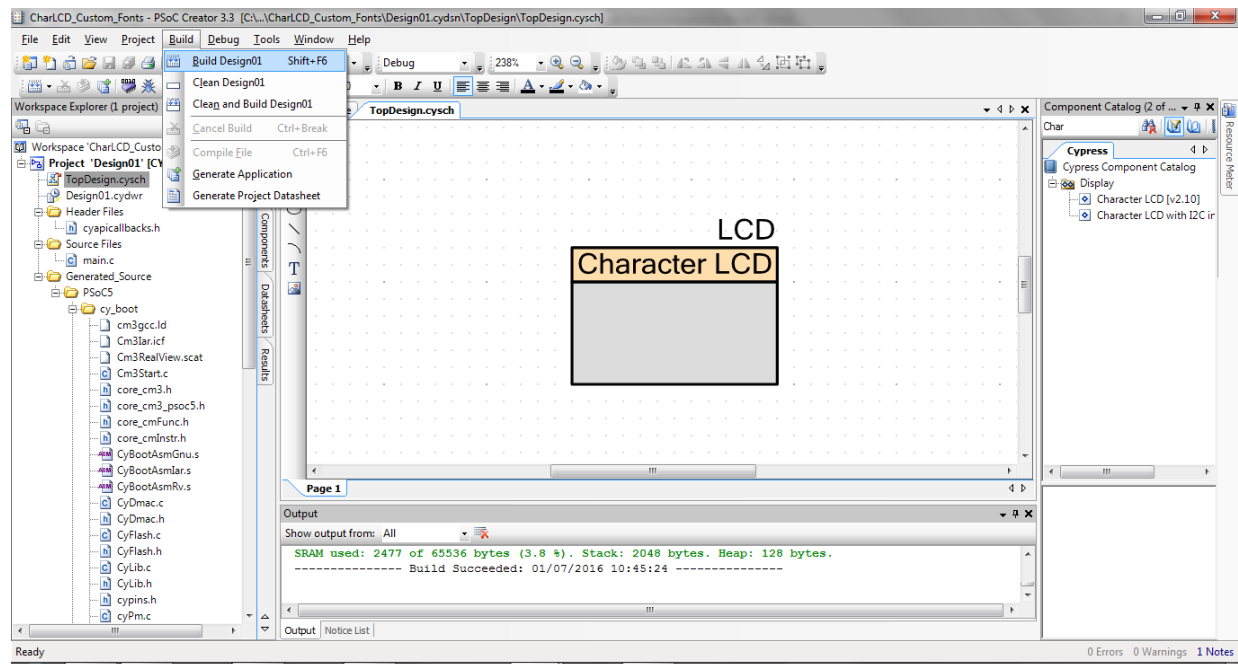 CharLCD_Custom_Fonts - PSoC Creator 3.3 [C:\...\CharLCD_Custom_Fonts\Design01.cydsn\TopDesign\TopDesign.cysch]
File Edit View Project Build Debug Tools Window Help
Debug 238%
B I U A
Build Design01 Shift+F6
Clean Design01
Clean and Build Design01
Cancel Build Ctrl+Break
Compile File Ctrl+F6
Generate Application
Generate Project Datasheet
Workspace Explorer (1 project)
Workspace 'CharLCD_Custo
Project 'Design01' [CY
TopDesign.cysch
Design01.cydwr
Header Files
cyapicallbacks.h
Source Files
main.c
Generated_Source
PSoC5
cy_boot
cm3gcc.ld
Cm3Iar.icf
Cm3RealView.scat
Cm3Start.c
core_cm3.h
core_cm3_psoc5.h
core_cmFunc.h
core_cmInstr.h
CyBootAsmGnu.s
CyBootAsmIar.s
CyBootAsmRv.s
CyDmac.c
CyDmac.h
CyFlash.c
CyFlash.h
CyLib.c
CyLib.h
cypins.h
cyPm.c
Components
Datasheets
Results
TopDesign.cysch
T
LCD
Character LCD
Page 1
Output
Show output from: All
SRAM used: 2477 of 65536 bytes (3.8 %). Stack: 2048 bytes. Heap: 128 bytes.
--------------- Build Succeeded: 01/07/2016 10:45:24 ---------------
Output Notice List
Component Catalog (2 of ...
Char
Cypress
Cypress Component Catalog
Display
Character LCD [v2.10]
Character LCD with I2C in
Resource Meter
Ready
0 Errors 0 Warnings 1 Notes